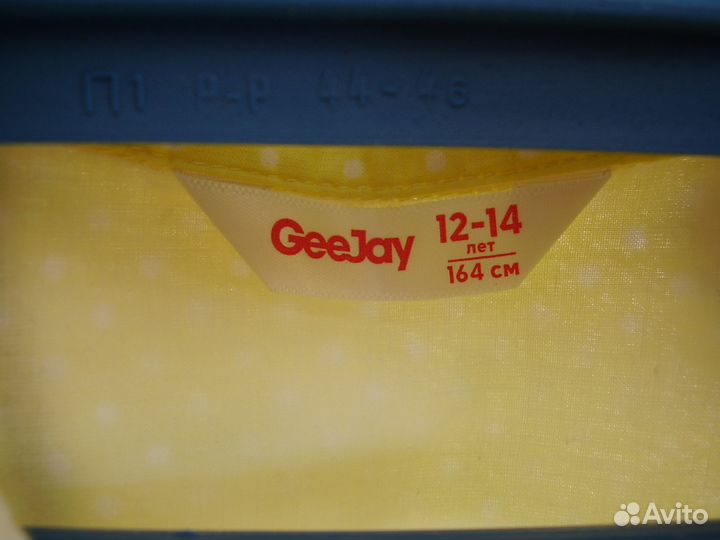 П1 р-р 44-46
GeeJay
12-14
лет
164 см
Avito